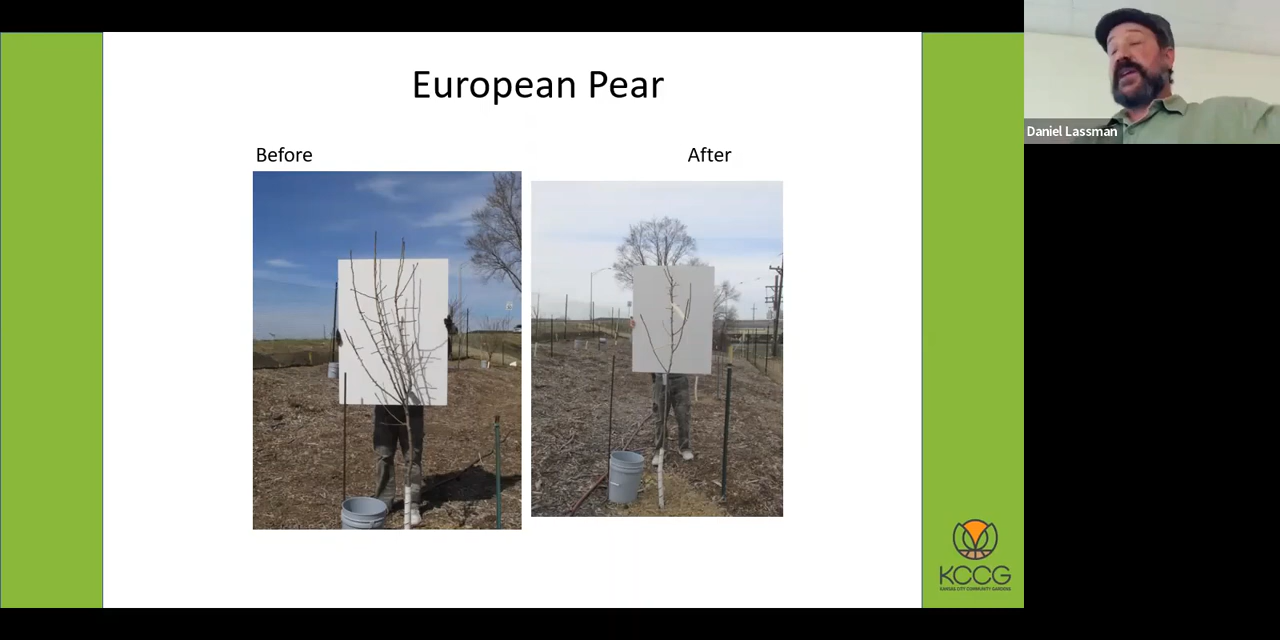 European Pear
Before
After
Daniel Lassman
KCCG
KANSAS CITY COMMUNITY GARDENS